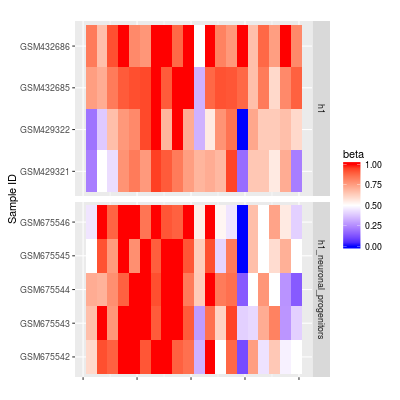 GSM432686
GSM432685
GSM429322
GSM429321
h1
GSM675546
GSM675545
GSM675544
GSM675543
GSM675542
h1_neuronal_progenitors
Sample ID
beta
1.00
0.75
0.50
0.25
0.00